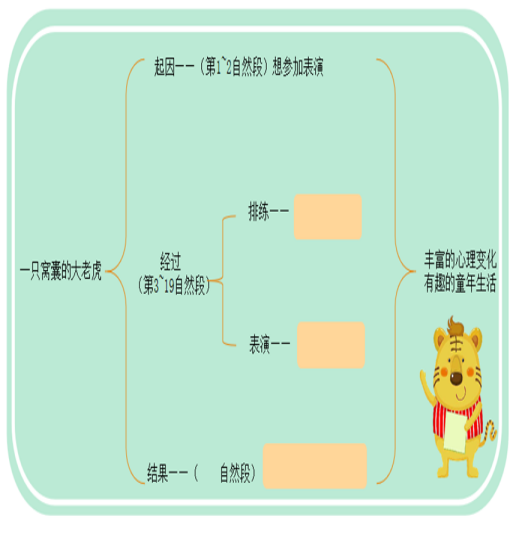 起因——（第1~2自然段）想参加表演
排练——
一只窝囊的大老虎
经过
（第3~19自然段）
丰富的心理变化
有趣的童年生活
表演——
结果——（　　自然段）